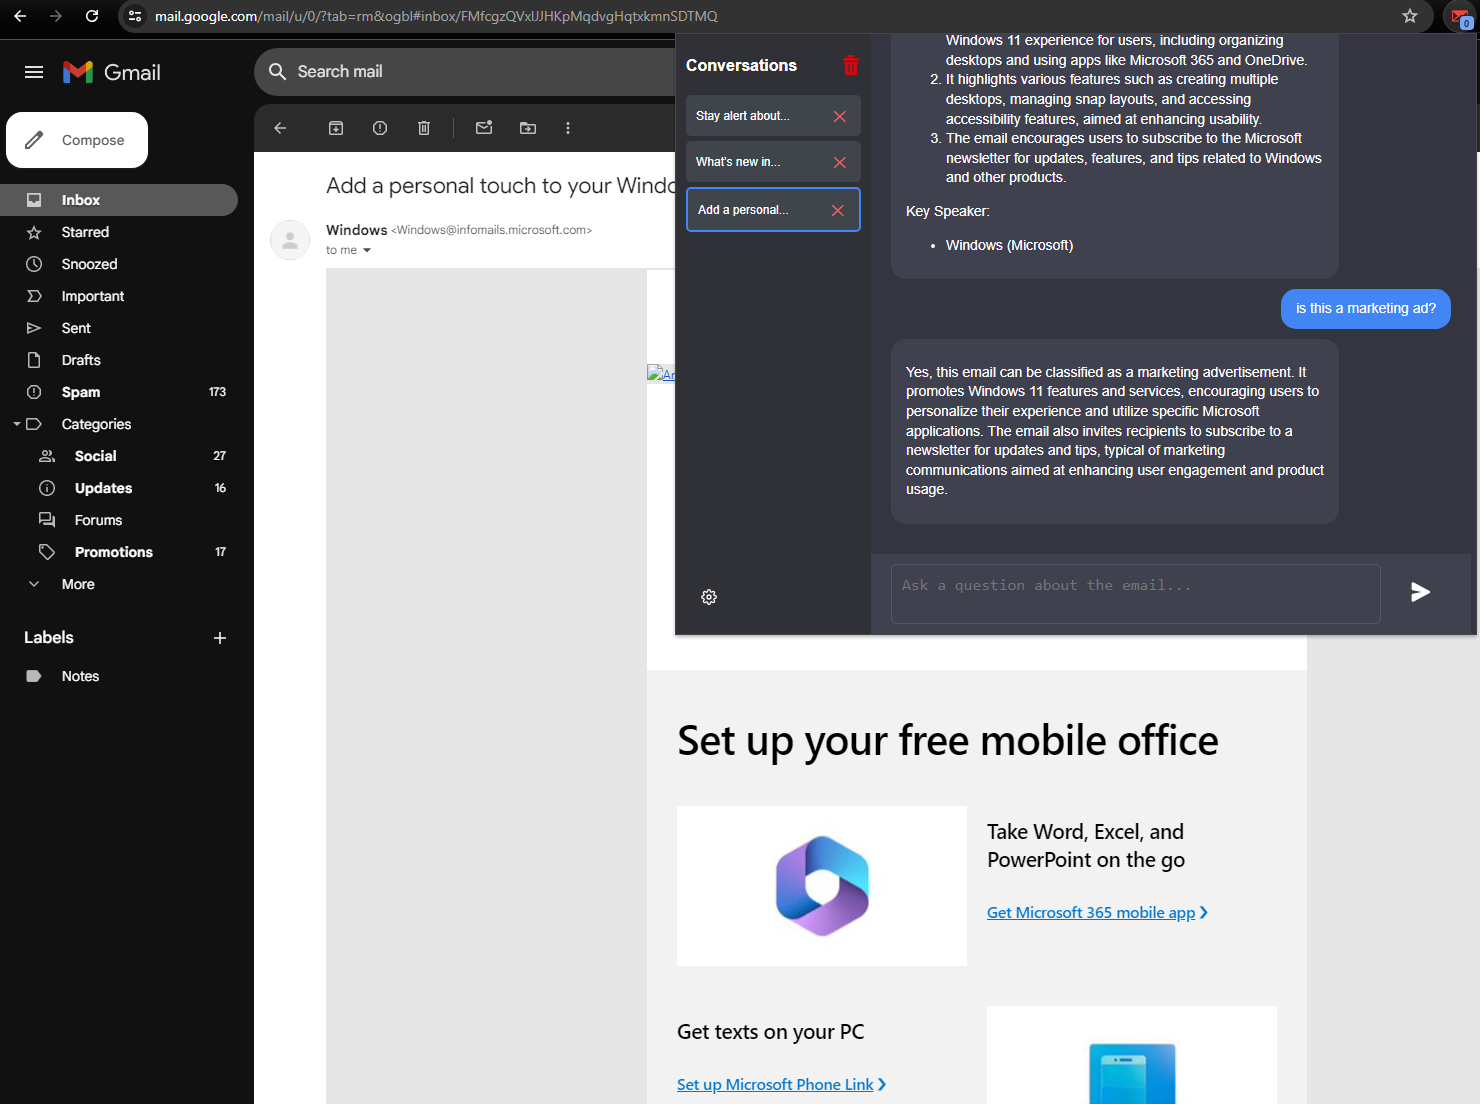 mail.google.com/mail/u/0/?tab=rm&ogbl#inbox/FMfcgzQVxlJJHKpMqdvgHqtxkmnSDTMQ
0
Gmail
Search mail
Compose
Inbox
Starred
Snoozed
Important
Sent
Drafts
Spam 173
Categories
Social 27
Updates 16
Forums
Promotions 17
More
Labels
Notes
Add a personal touch to your Windo
Windows <Windows@infomails.microsoft.com>
to me
Ar
Conversations
Stay alert about...
What's new in...
Add a personal...
Windows 11 experience for users, including organizing
desktops and using apps like Microsoft 365 and OneDrive.
2. It highlights various features such as creating multiple
desktops, managing snap layouts, and accessing
accessibility features, aimed at enhancing usability.
3. The email encourages users to subscribe to the Microsoft
newsletter for updates, features, and tips related to Windows
and other products.
Key Speaker:
• Windows (Microsoft)
is this a marketing ad?
Yes, this email can be classified as a marketing advertisement. It
promotes Windows 11 features and services, encouraging users to
personalize their experience and utilize specific Microsoft
applications. The email also invites recipients to subscribe to a
newsletter for updates and tips, typical of marketing
communications aimed at enhancing user engagement and product
usage.
Ask a question about the email...
Set up your free mobile office
Take Word, Excel, and
PowerPoint on the go
Get Microsoft 365 mobile app ❯
Get texts on your PC
Set up Microsoft Phone Link ❯